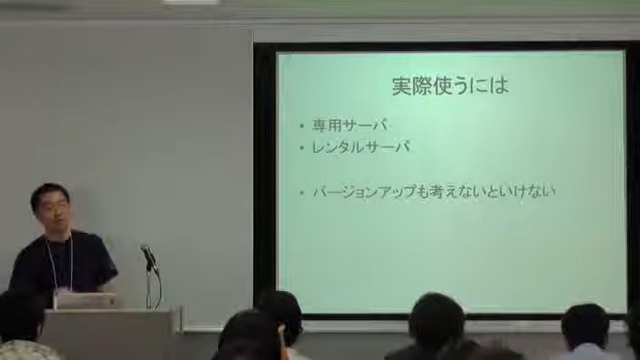 実際使うには
• 専用サーバ
• レンタルサーバ
• バージョンアップも考えないといけない